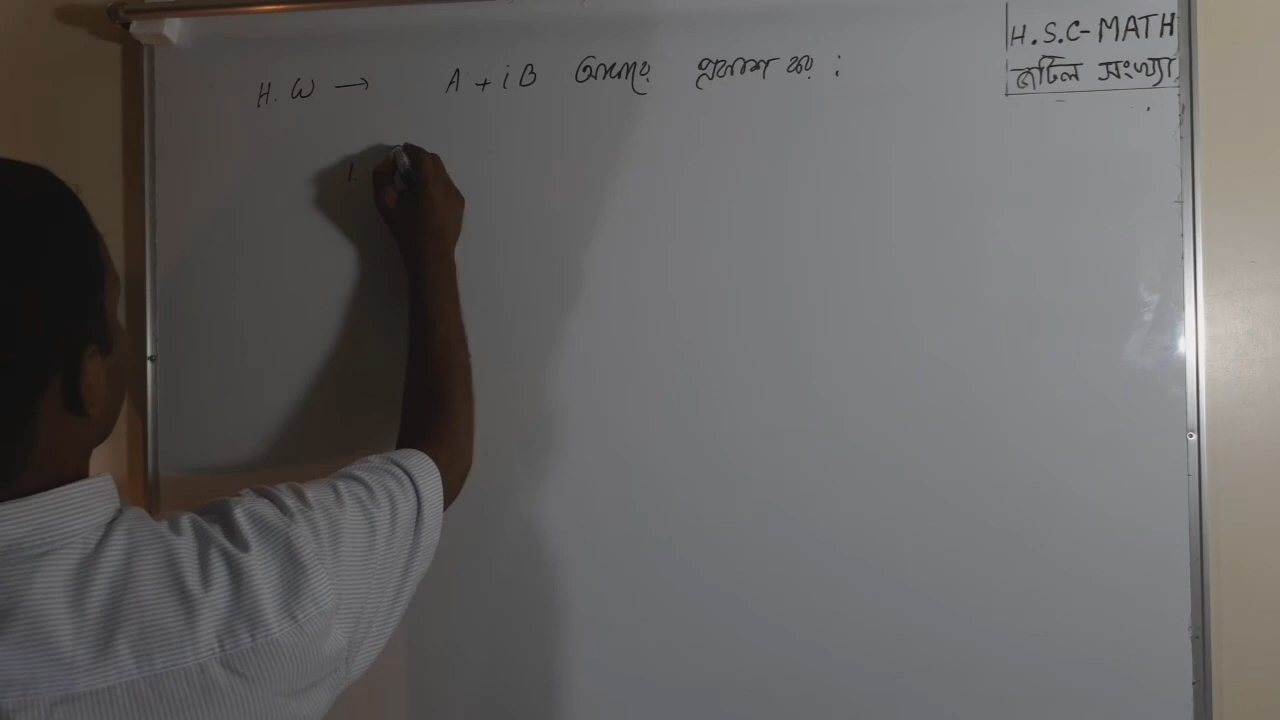 H.S.C-MATH
জটিল সংখ্যা
H.W → A + iB আকারে প্রকাশ কর :
1.